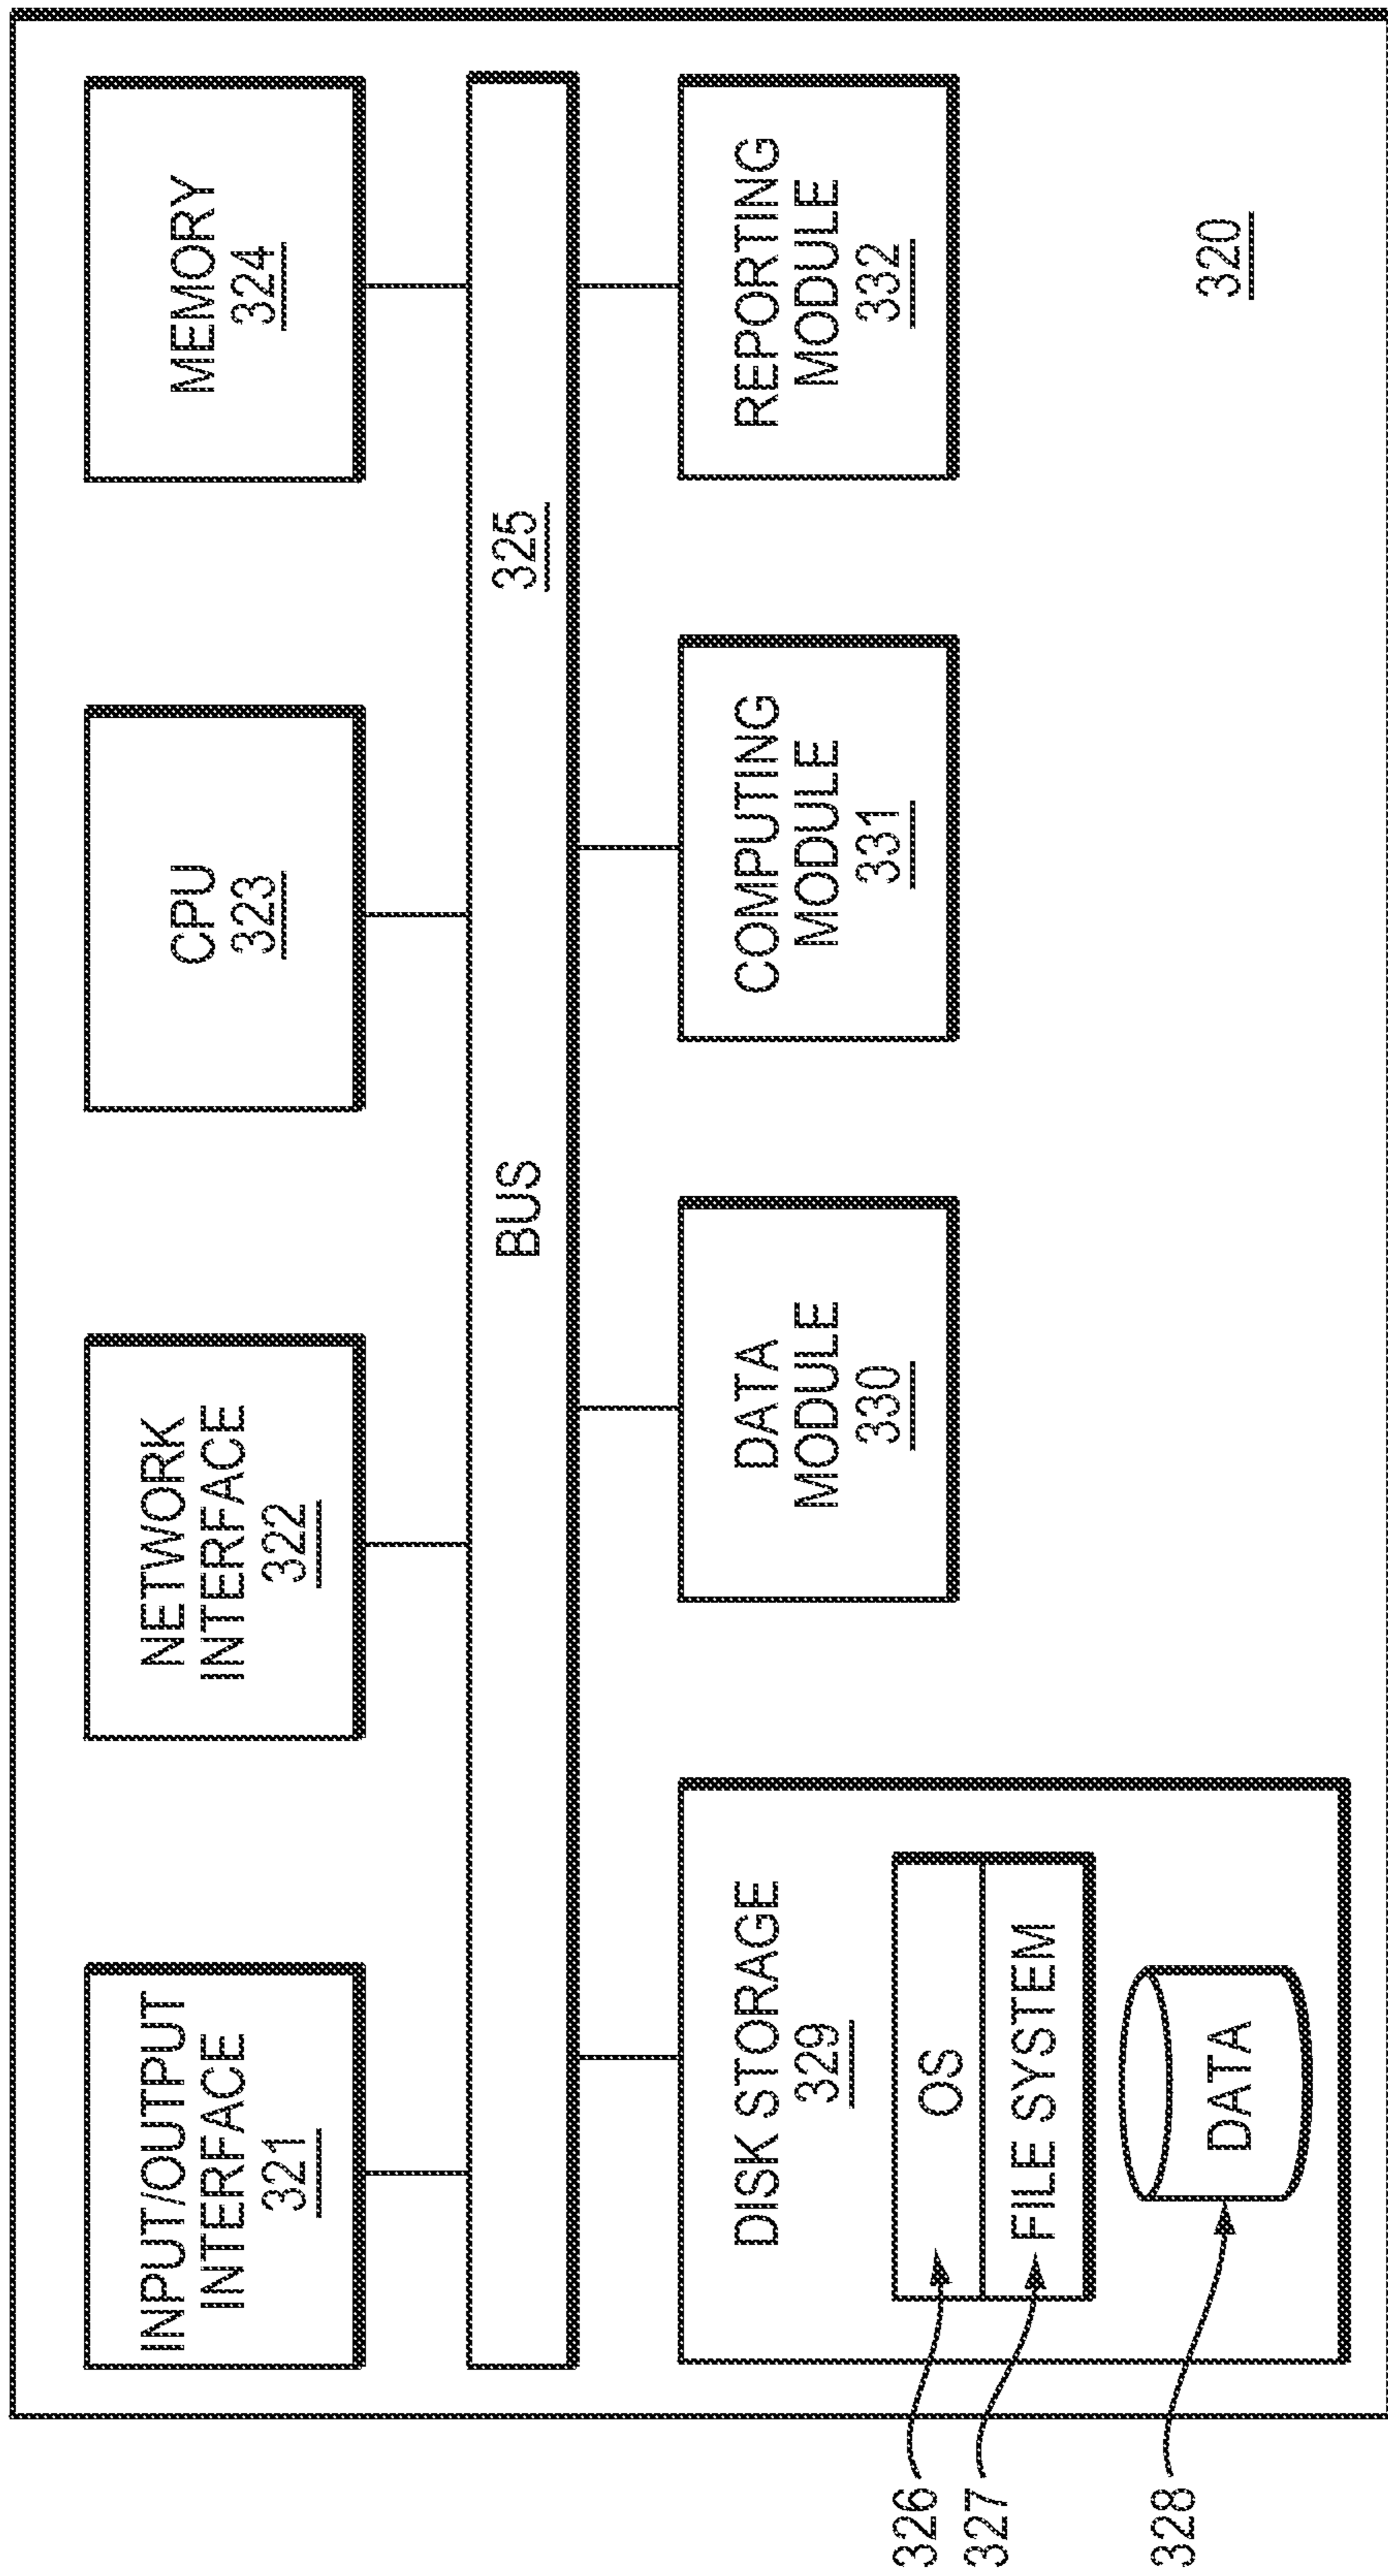 INPUT/OUTPUT
INTERFACE
321
NETWORK
INTERFACE
322
CPU
323
MEMORY
324
BUS
325
DISK STORAGE
329
OS
FILE SYSTEM
DATA
326
327
328
DATA
MODULE
330
COMPUTING
MODULE
331
REPORTING
MODULE
332
320